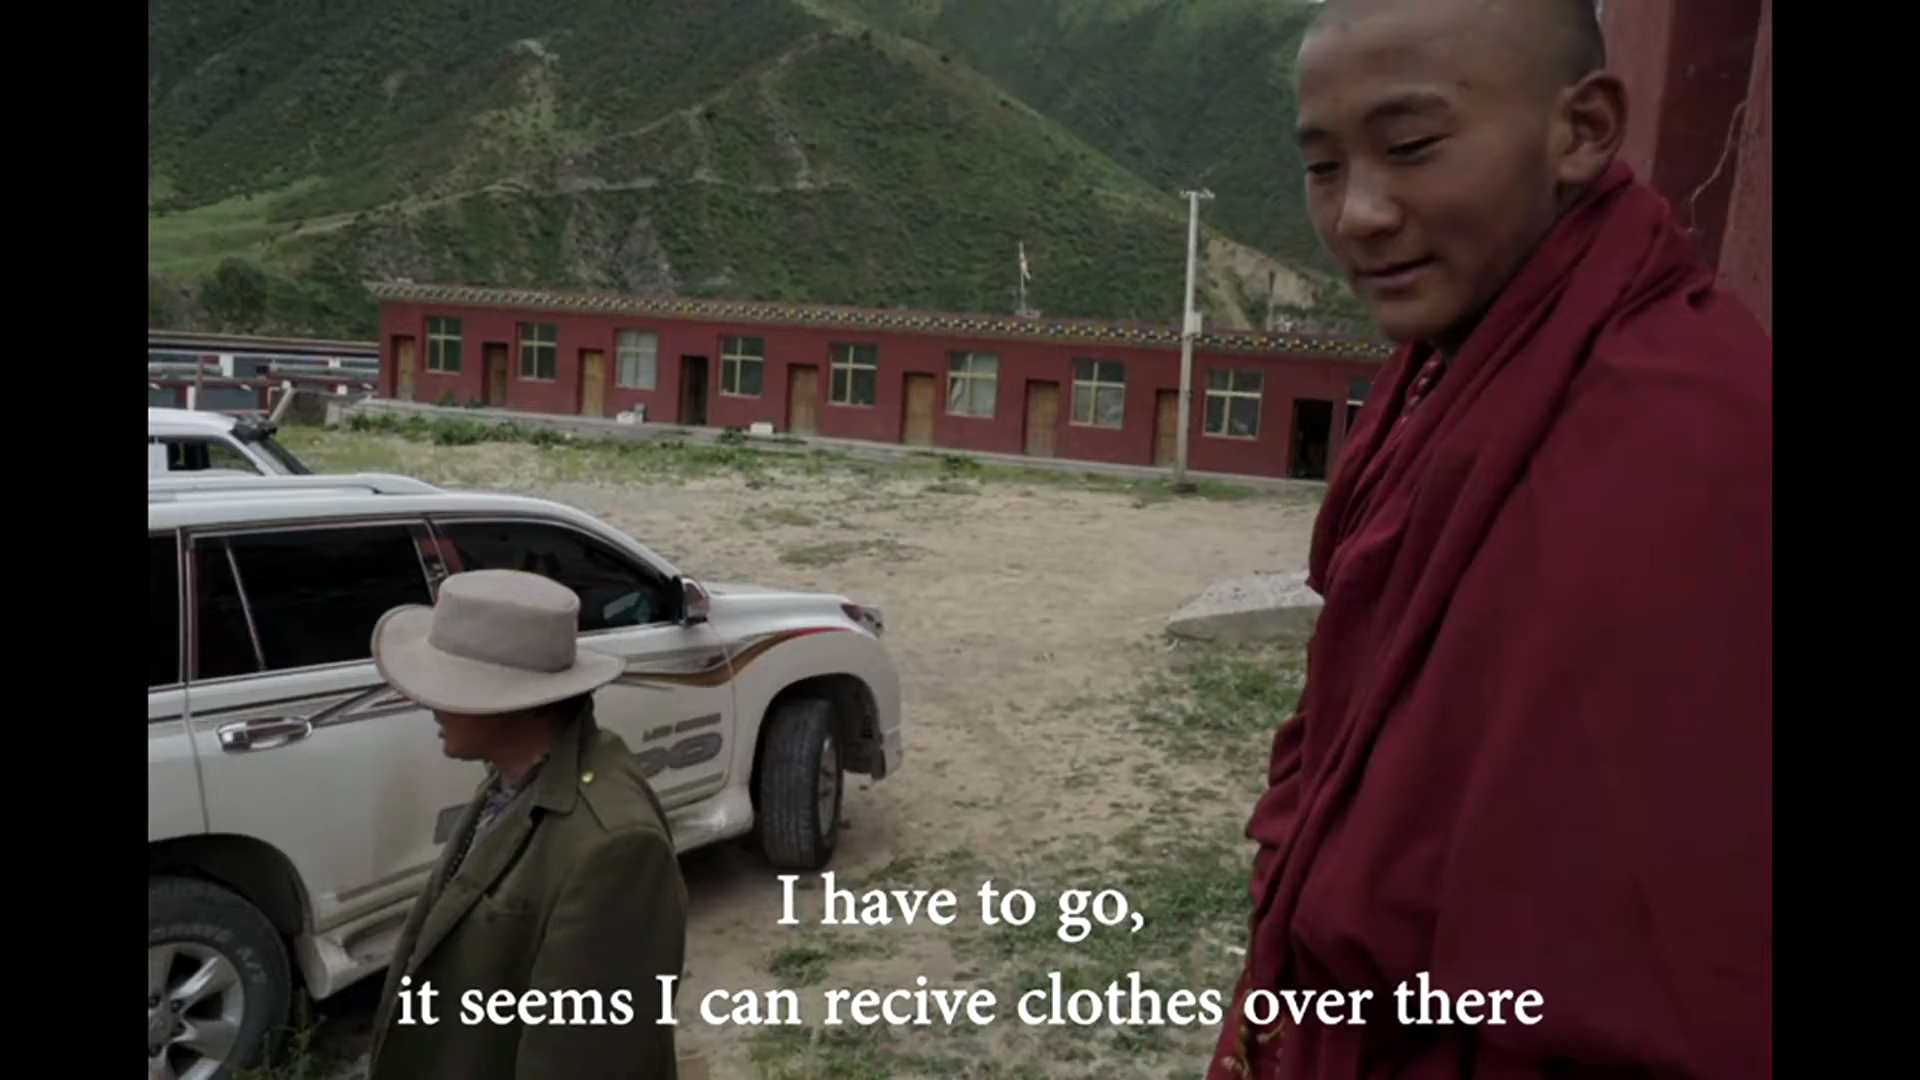 I have to go,
it seems I can recive clothes over there